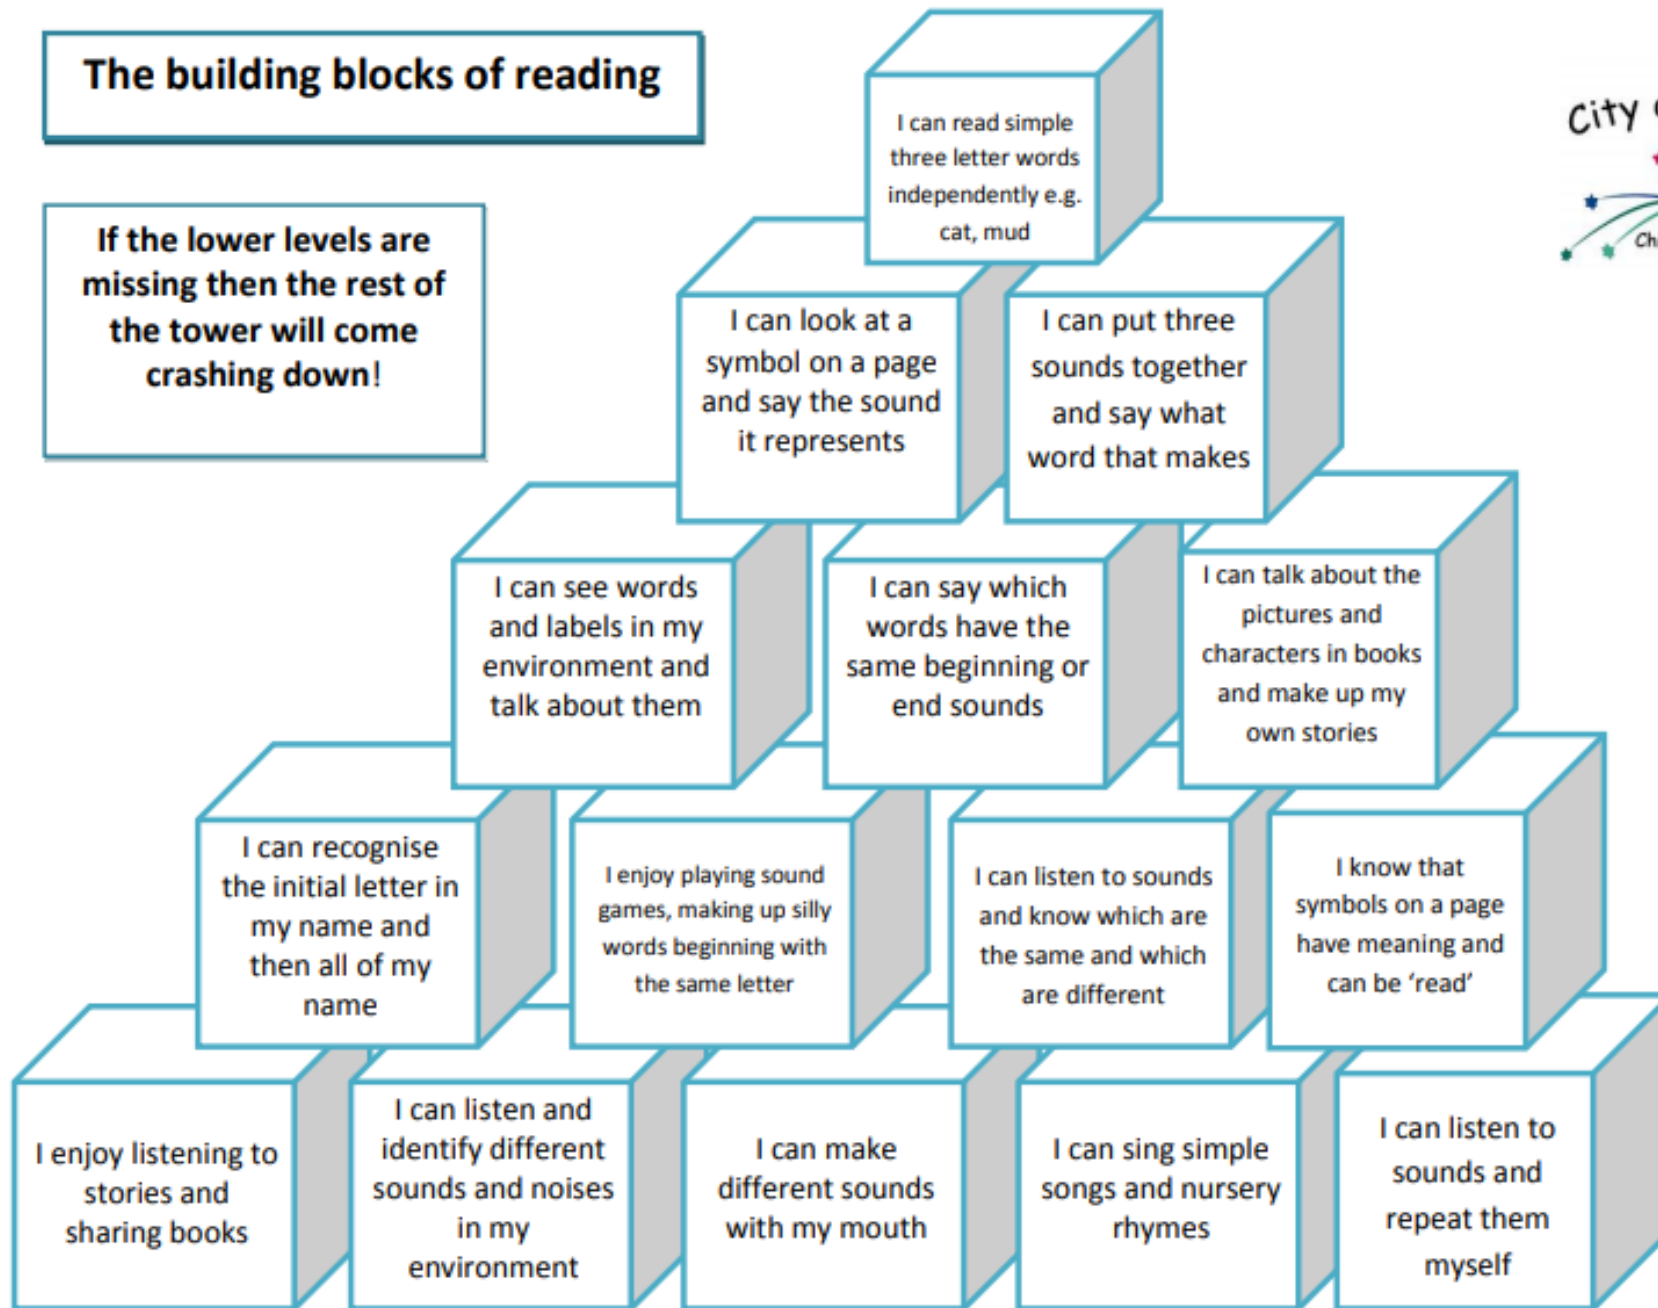 The building blocks of reading
If the lower levels are
missing then the rest of
the tower will come
crashing down!
City
Ch
I can read simple
three letter words
independently e.g.
cat, mud
I can look at a
symbol on a page
and say the sound
it represents
I can put three
sounds together
and say what
word that makes
I can see words
and labels in my
environment and
talk about them
I can say which
words have the
same beginning or
end sounds
I can talk about the
pictures and
characters in books
and make up my
own stories
I can recognise
the initial letter in
my name and
then all of my
name
I enjoy playing sound
games, making up silly
words beginning with
the same letter
I can listen to sounds
and know which are
the same and which
are different
I know that
symbols on a page
have meaning and
can be ‘read’
I enjoy listening to
stories and
sharing books
I can listen and
identify different
sounds and noises
in my
environment
I can make
different sounds
with my mouth
I can sing simple
songs and nursery
rhymes
I can listen to
sounds and
repeat them
myself